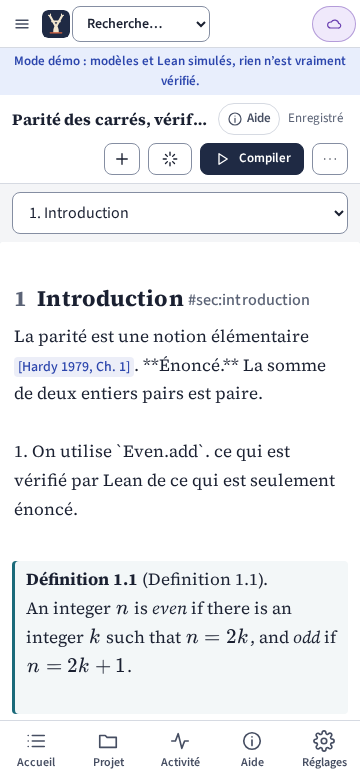 Recherche…
Mode démo : modèles et Lean simulés, rien n’est vraiment
vérifié.
Parité des carrés, vérif…
Aide
Enregistré
Compiler
1. Introduction
1 Introduction #sec:introduction
La parité est une notion élémentaire
[Hardy 1979, Ch. 1] . **Énoncé.** La somme
de deux entiers pairs est paire.
1. On utilise `Even.add`. ce qui est
vérifié par Lean de ce qui est seulement
énoncé.
Définition 1.1 (Definition 1.1).
An integer n is even if there is an
integer k such that n = 2k, and odd if
n = 2k + 1.
Accueil
Projet
Activité
Aide
Réglages